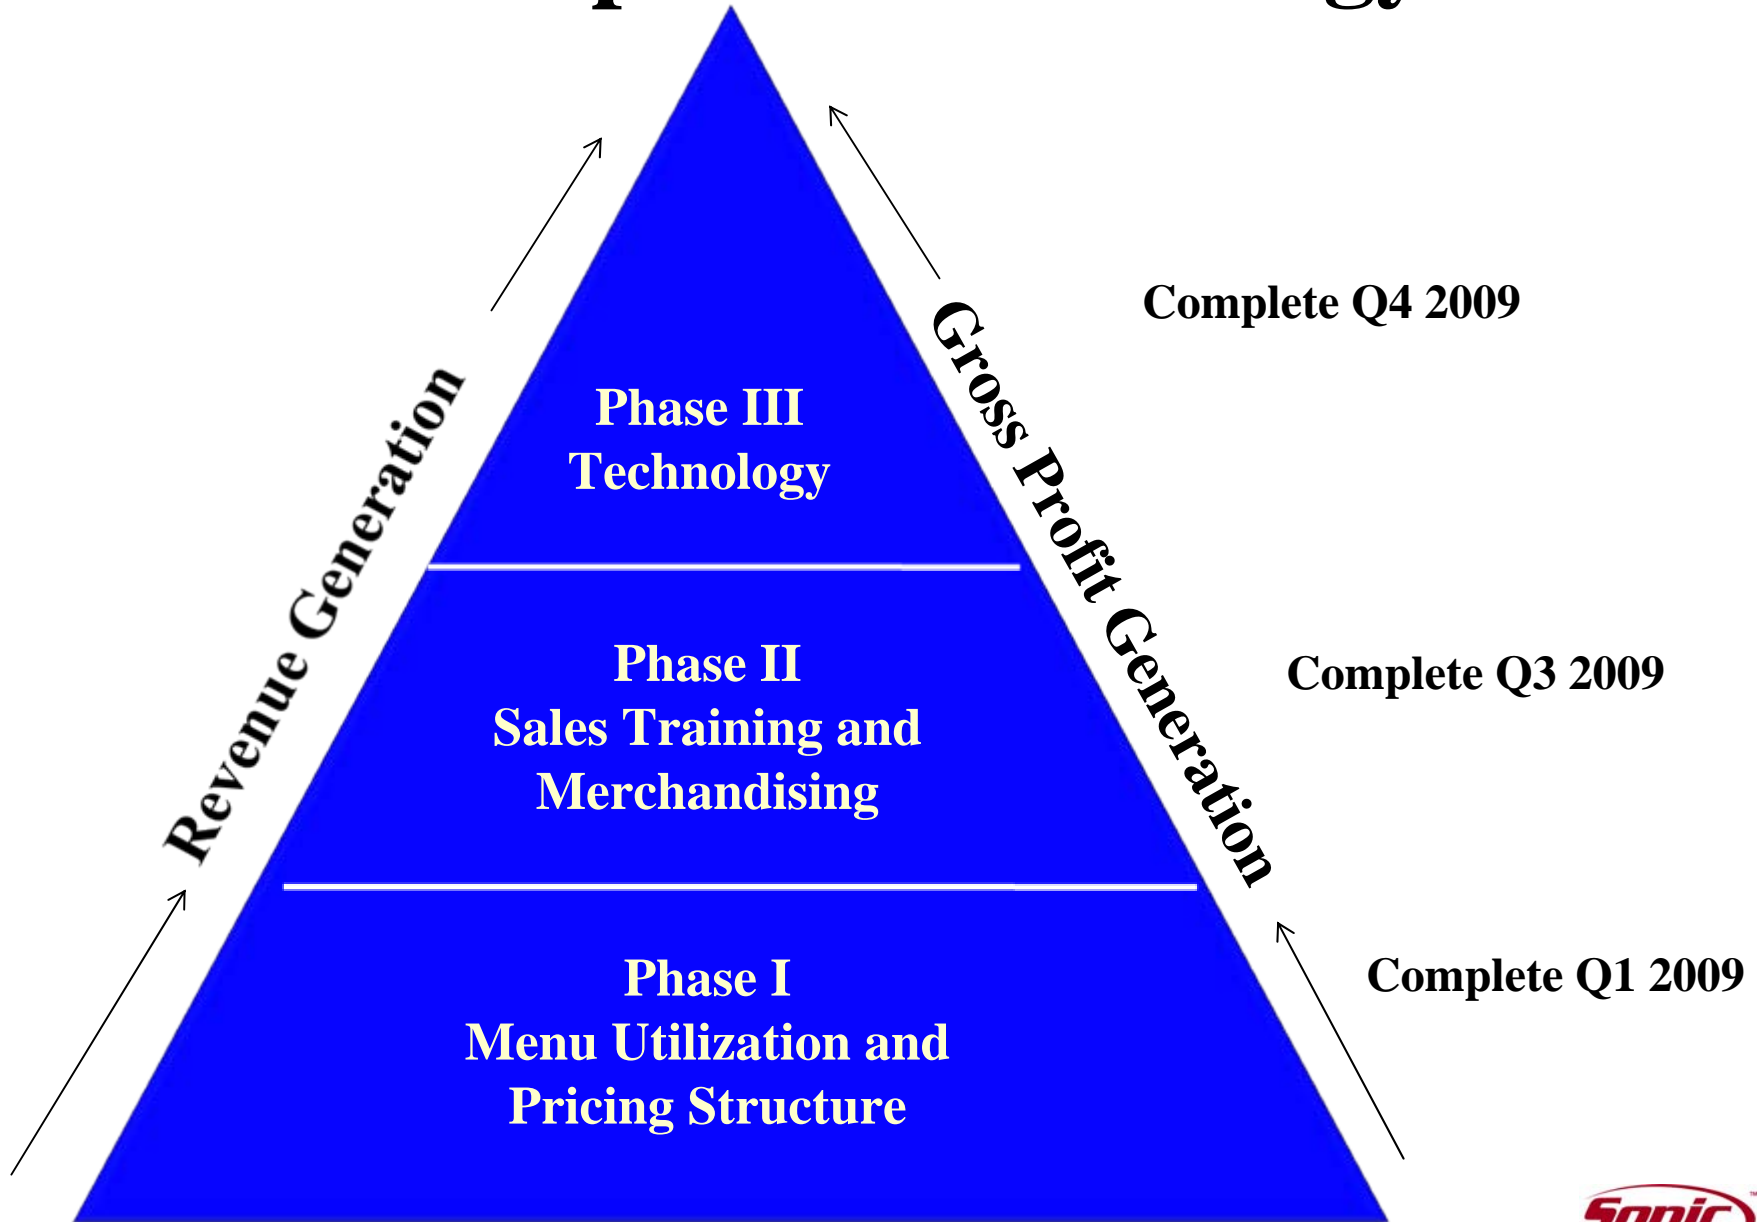 Complete Q4 2009
Phase III
Technology
Revenue Generation
Gross Profit Generation
Phase II
Sales Training and
Merchandising
Complete Q3 2009
Phase I
Menu Utilization and
Pricing Structure
Complete Q1 2009
Sonic